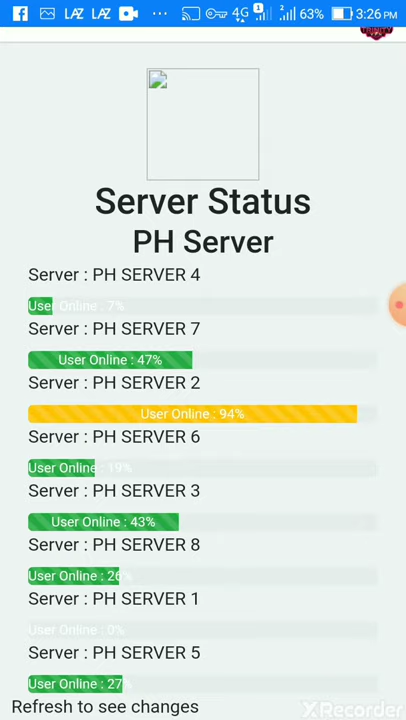 LAZ LAZ 4G 1 2 63% 3:26 PM
TRINITY
Server Status
PH Server
Server : PH SERVER 4
User Online : 7%
Server : PH SERVER 7
User Online : 47%
Server : PH SERVER 2
User Online : 94%
Server : PH SERVER 6
User Online : 19%
Server : PH SERVER 3
User Online : 43%
Server : PH SERVER 8
User Online : 26%
Server : PH SERVER 1
User Online : 0%
Server : PH SERVER 5
User Online : 27%
Refresh to see changes
XRecorder